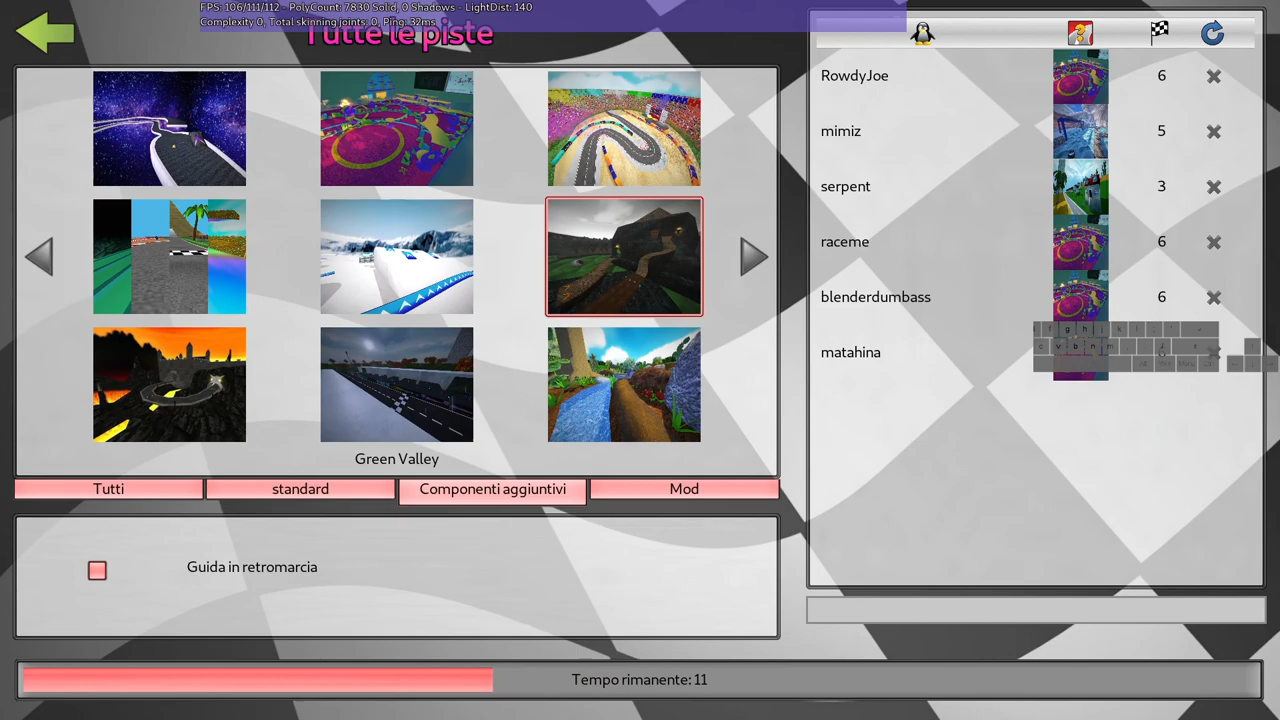 FPS: 106/111/112 - PolyCount: 7830 Solid, 0 Shadows - LightDist: 140
Complexity 0, Total skinning joints: 0, Ping: 32ms
Tutte le piste
RowdyJoe 6
mimiz 5
serpent 3
raceme 6
blenderdumbass 6
matahina
Green Valley
Tutti
standard
Componenti aggiuntivi
Mod
Guida in retromarcia
Tempo rimanente: 11